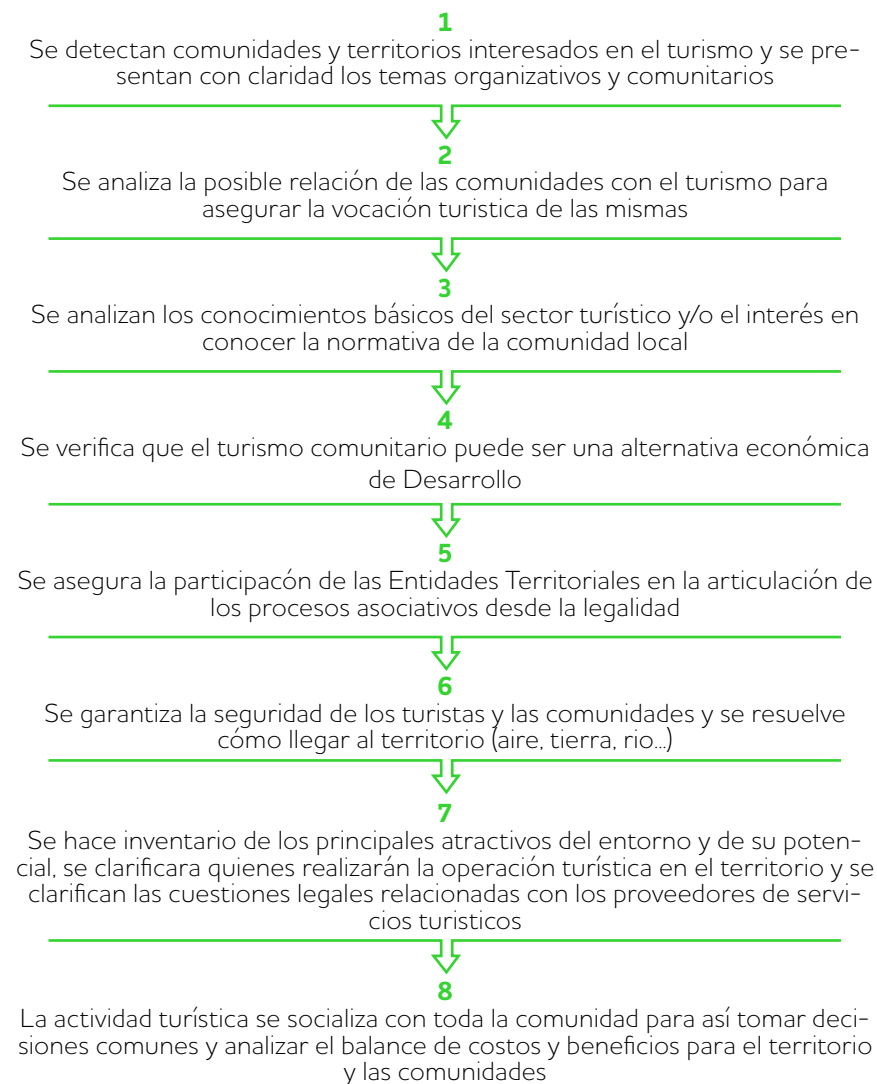 1
Se detectan comunidades y territorios interesados en el turismo y se pre-
sentan con claridad los temas organizativos y comunitarios
2
Se analiza la posible relación de las comunidades con el turismo para
asegurar la vocación turistica de las mismas
3
Se analizan los conocimientos básicos del sector turístico y/o el interés en
conocer la normativa de la comunidad local
4
Se verifica que el turismo comunitario puede ser una alternativa económica
de Desarrollo
5
Se asegura la participacón de las Entidades Territoriales en la articulación de
los procesos asociativos desde la legalidad
6
Se garantiza la seguridad de los turistas y las comunidades y se resuelve
cómo llegar al territorio (aire, tierra, rio...)
7
Se hace inventario de los principales atractivos del entorno y de su poten-
cial, se clarificara quienes realizarán la operación turística en el territorio y se
clarifican las cuestiones legales relacionadas con los proveedores de servi-
cios turisticos
8
La actividad turística se socializa con toda la comunidad para así tomar deci-
siones comunes y analizar el balance de costos y beneficios para el territorio
y las comunidades